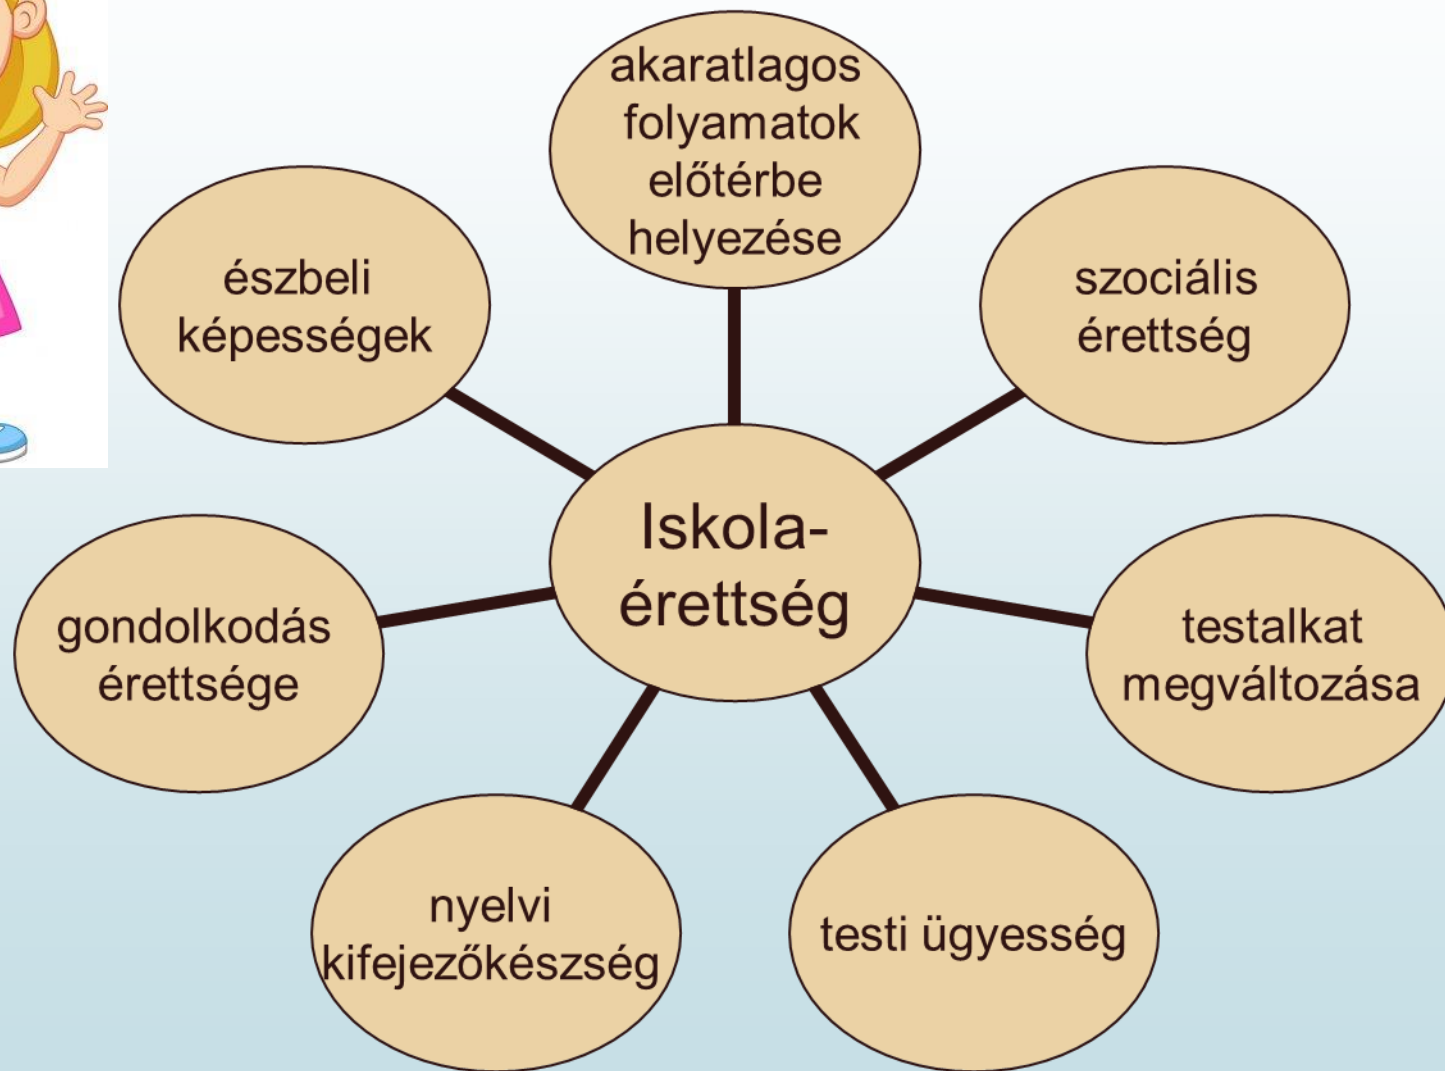 akaratlagos
folyamatok
előtérbe
helyezése
észbeli
képességek
szociális
érettség
Iskola-
érettség
gondolkodás
érettsége
testalkat
megváltozása
nyelvi
kifejezőkészség
testi ügyesség